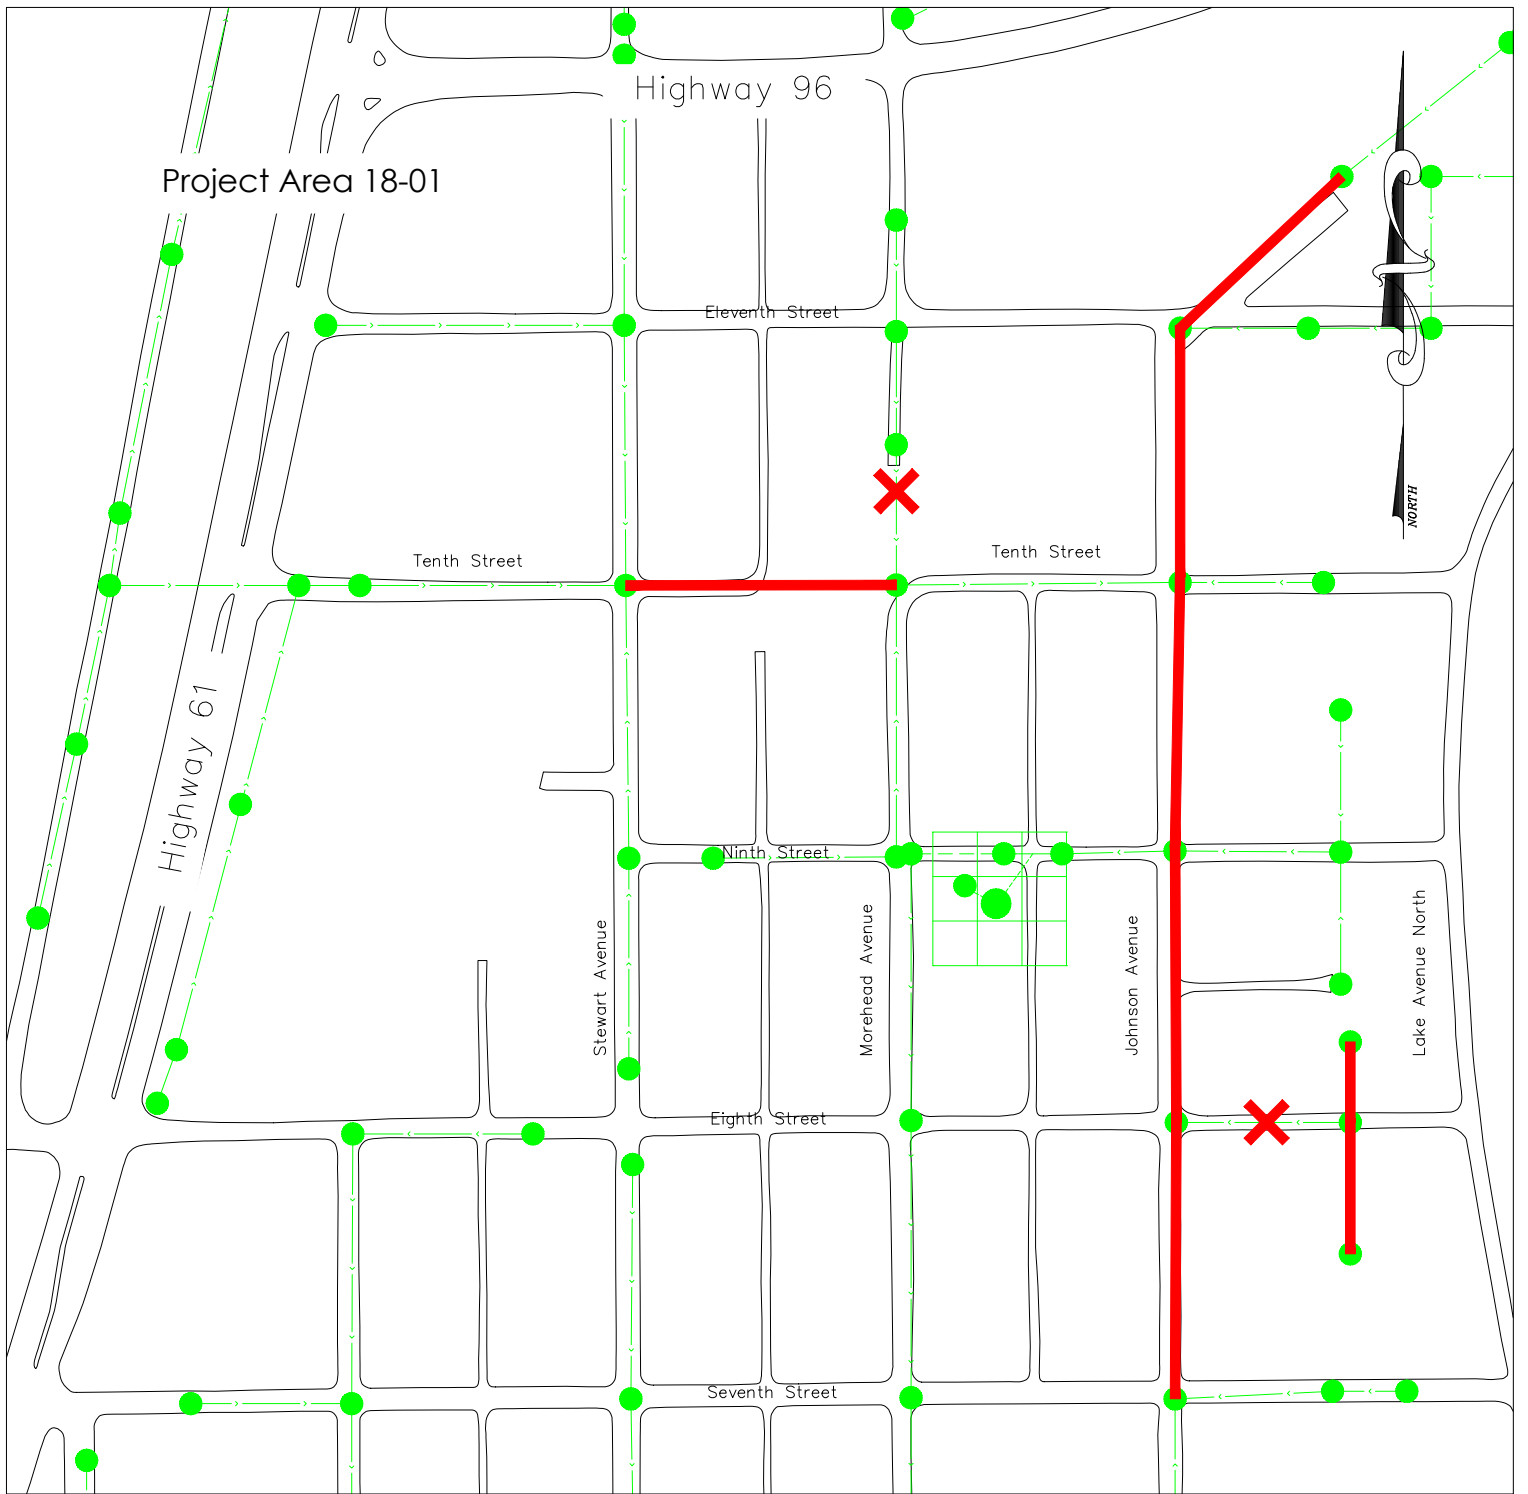 Highway 96
Project Area 18-01
Eleventh Street
NORTH
Tenth Street
Tenth Street
Highway 61
Ninth Street
Stewart Avenue
Morehead Avenue
Johnson Avenue
Lake Avenue North
Eighth Street
Seventh Street